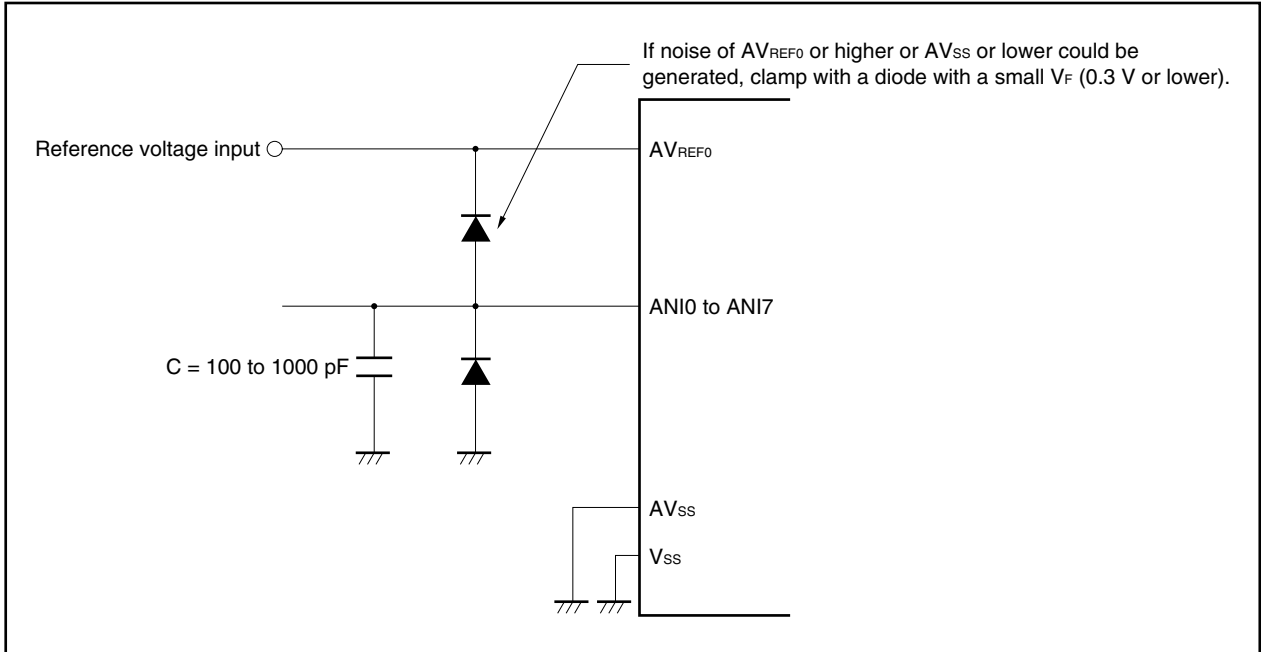 If noise of AVREF0 or higher or AVSS or lower could be
generated, clamp with a diode with a small VF (0.3 V or lower).
Reference voltage input
AVREF0
ANI0 to ANI7
C = 100 to 1000 pF
AVSS
VSS